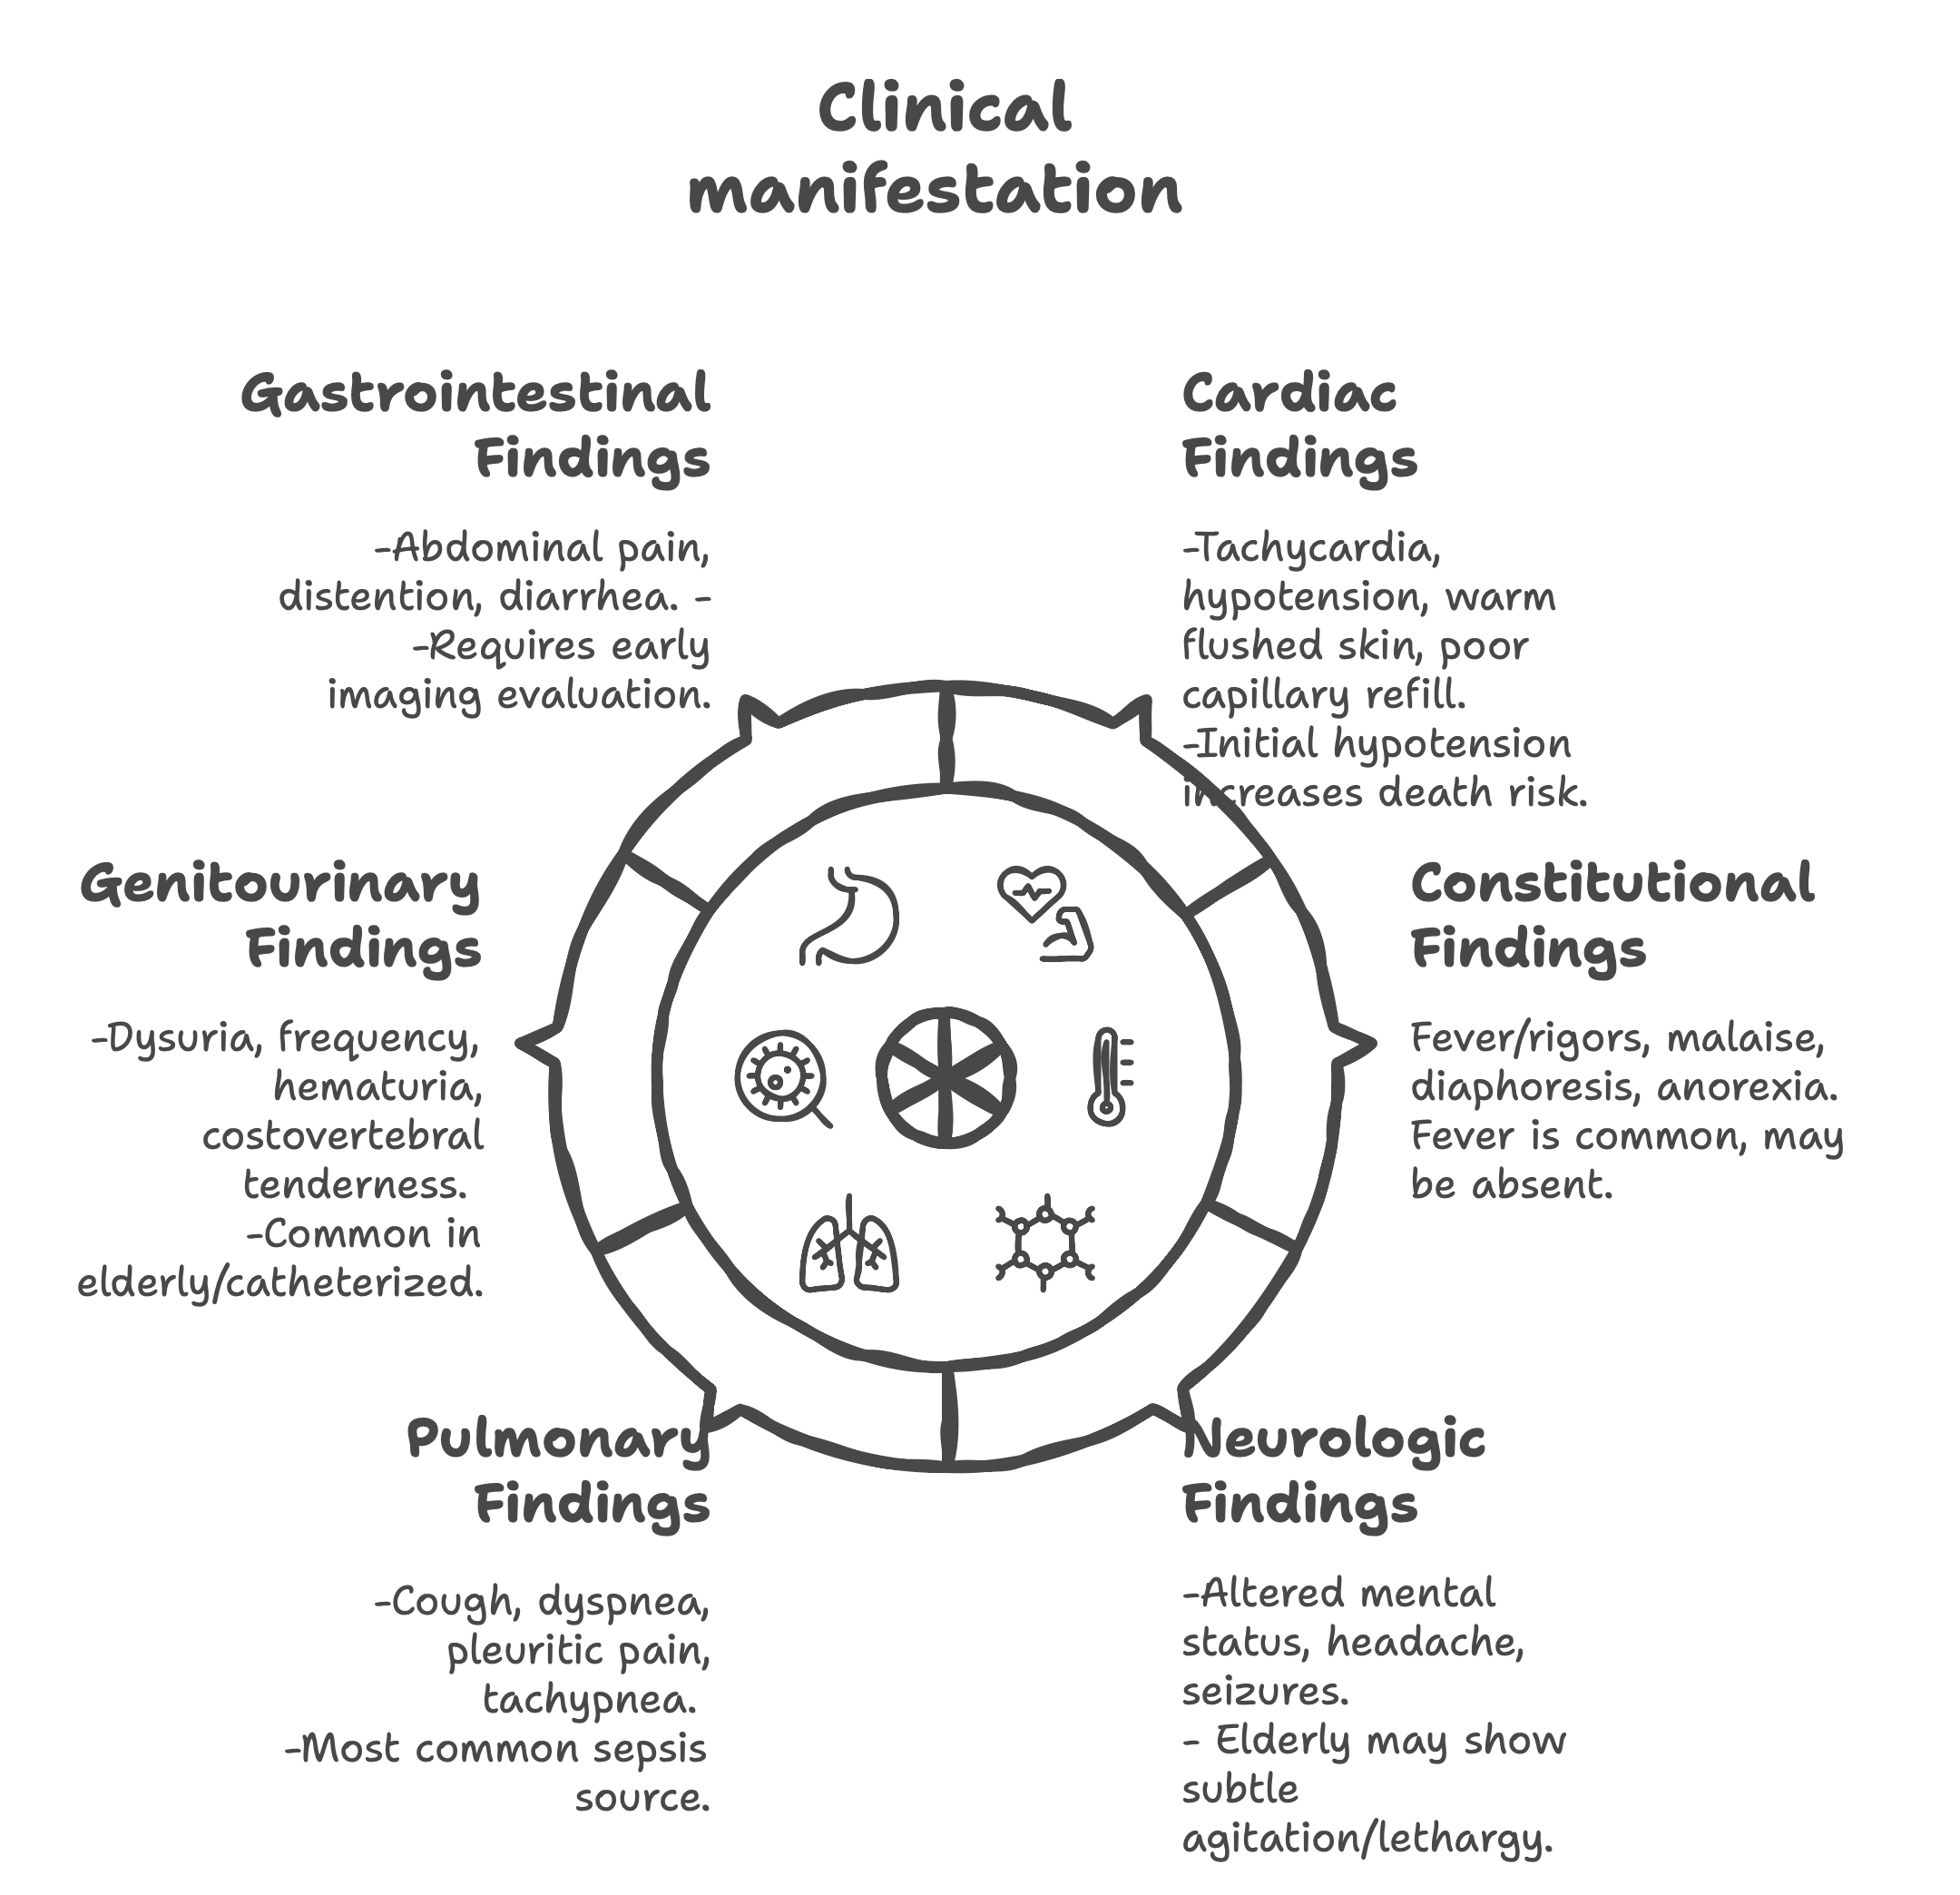 Clinical
manifestation
Gastrointestinal
Findings
-Abdominal pain,
distention, diarrhea. -
-Requires early
imaging evaluation.
Cardiac
Findings
-Tachycardia,
hypotension, warm
flushed skin, poor
capillary refill.
-Initial hypotension
increases death risk.
Genitourinary
Findings
-Dysuria, frequency,
hematuria,
costovertebral
tenderness.
-Common in
elderly/catheterized.
Constitutional
Findings
Fever/rigors, malaise,
diaphoresis, anorexia.
Fever is common, may
be absent.
Pulmonary
Findings
-Cough, dyspnea,
pleuritic pain,
tachypnea.
-Most common sepsis
source.
Neurologic
Findings
-Altered mental
status, headache,
seizures.
- Elderly may show
subtle
agitation/lethargy.